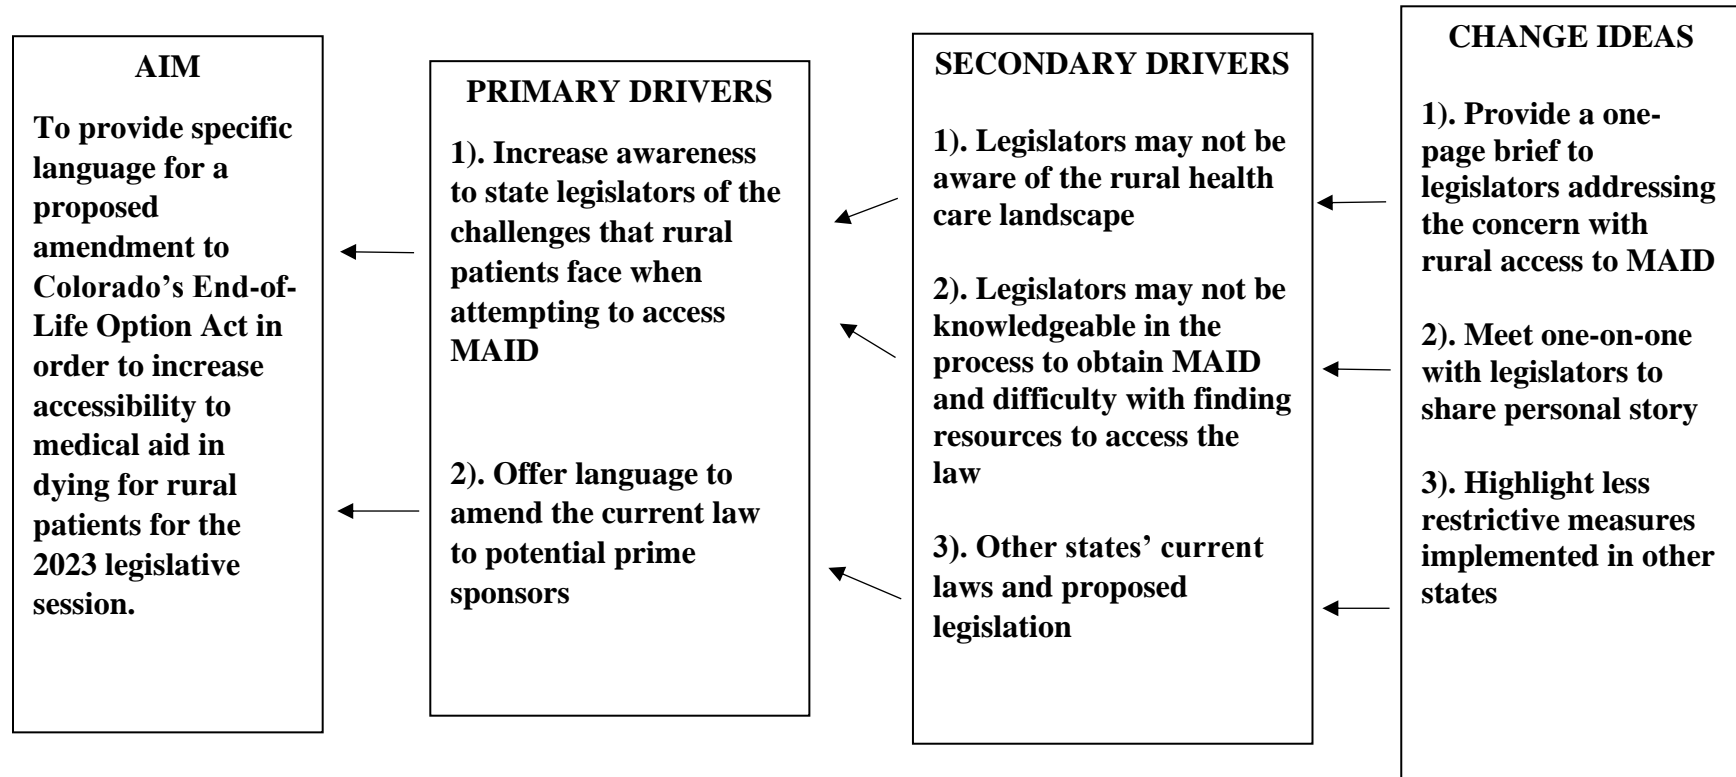 AIM
To provide specific
language for a
proposed
amendment to
Colorado’s End-of-
Life Option Act in
order to increase
accessibility to
medical aid in
dying for rural
patients for the
2023 legislative
session.
PRIMARY DRIVERS
1). Increase awareness
to state legislators of the
challenges that rural
patients face when
attempting to access
MAID
2). Offer language to
amend the current law
to potential prime
sponsors
SECONDARY DRIVERS
1). Legislators may not be
aware of the rural health
care landscape
2). Legislators may not be
knowledgeable in the
process to obtain MAID
and difficulty with finding
resources to access the
law
3). Other states’ current
laws and proposed
legislation
CHANGE IDEAS
1). Provide a one-
page brief to
legislators addressing
the concern with
rural access to MAID
2). Meet one-on-one
with legislators to
share personal story
3). Highlight less
restrictive measures
implemented in other
states